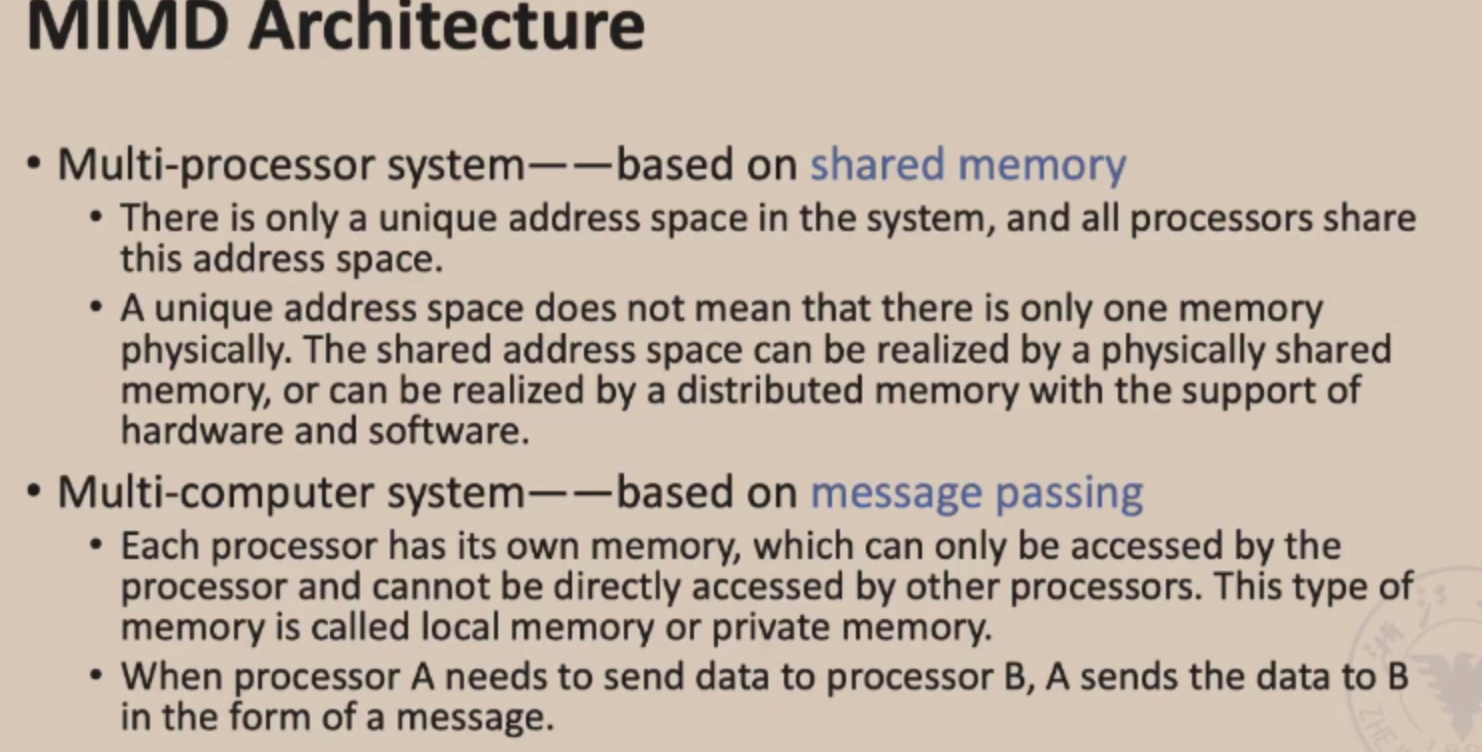 MIMD Architecture
• Multi-processor system——based on shared memory
• There is only a unique address space in the system, and all processors share
this address space.
• A unique address space does not mean that there is only one memory
physically. The shared address space can be realized by a physically shared
memory, or can be realized by a distributed memory with the support of
hardware and software.
• Multi-computer system——based on message passing
• Each processor has its own memory, which can only be accessed by the
processor and cannot be directly accessed by other processors. This type of
memory is called local memory or private memory.
• When processor A needs to send data to processor B, A sends the data to B
in the form of a message.